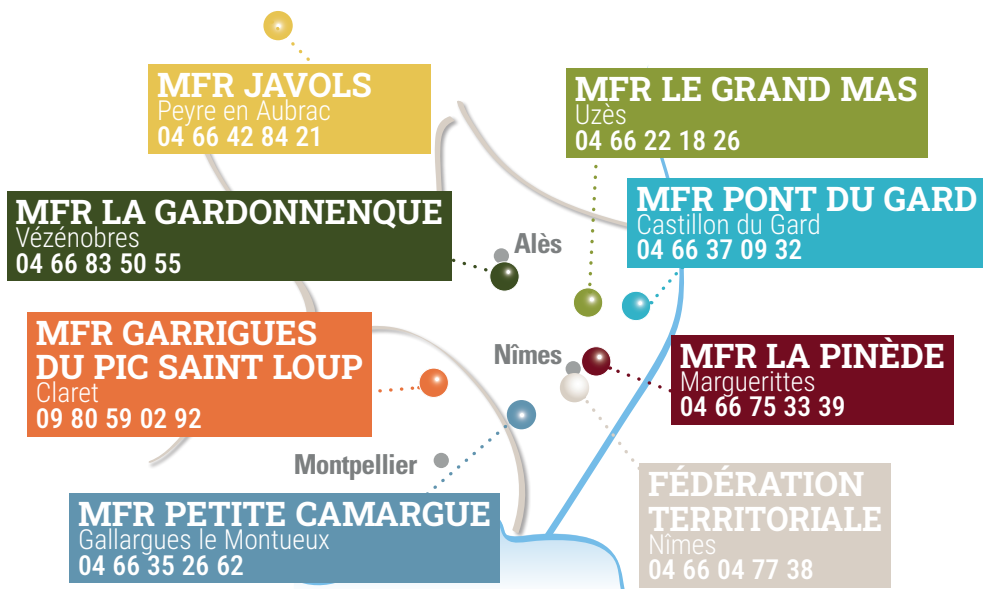 MFR JAVOLS
Peyre en Aubrac
04 66 42 84 21
MFR LE GRAND MAS
Uzès
04 66 22 18 26
MFR LA GARDONNENQUE
Vézénobres
04 66 83 50 55
MFR PONT DU GARD
Castillon du Gard
04 66 37 09 32
Alès
MFR GARRIGUES
DU PIC SAINT LOUP
Claret
09 80 59 02 92
Nîmes
MFR LA PINÈDE
Marguerittes
04 66 75 33 39
Montpellier
MFR PETITE CAMARGUE
Gallargues le Montueux
04 66 35 26 62
FÉDÉRATION
TERRITORIALE
Nîmes
04 66 04 77 38